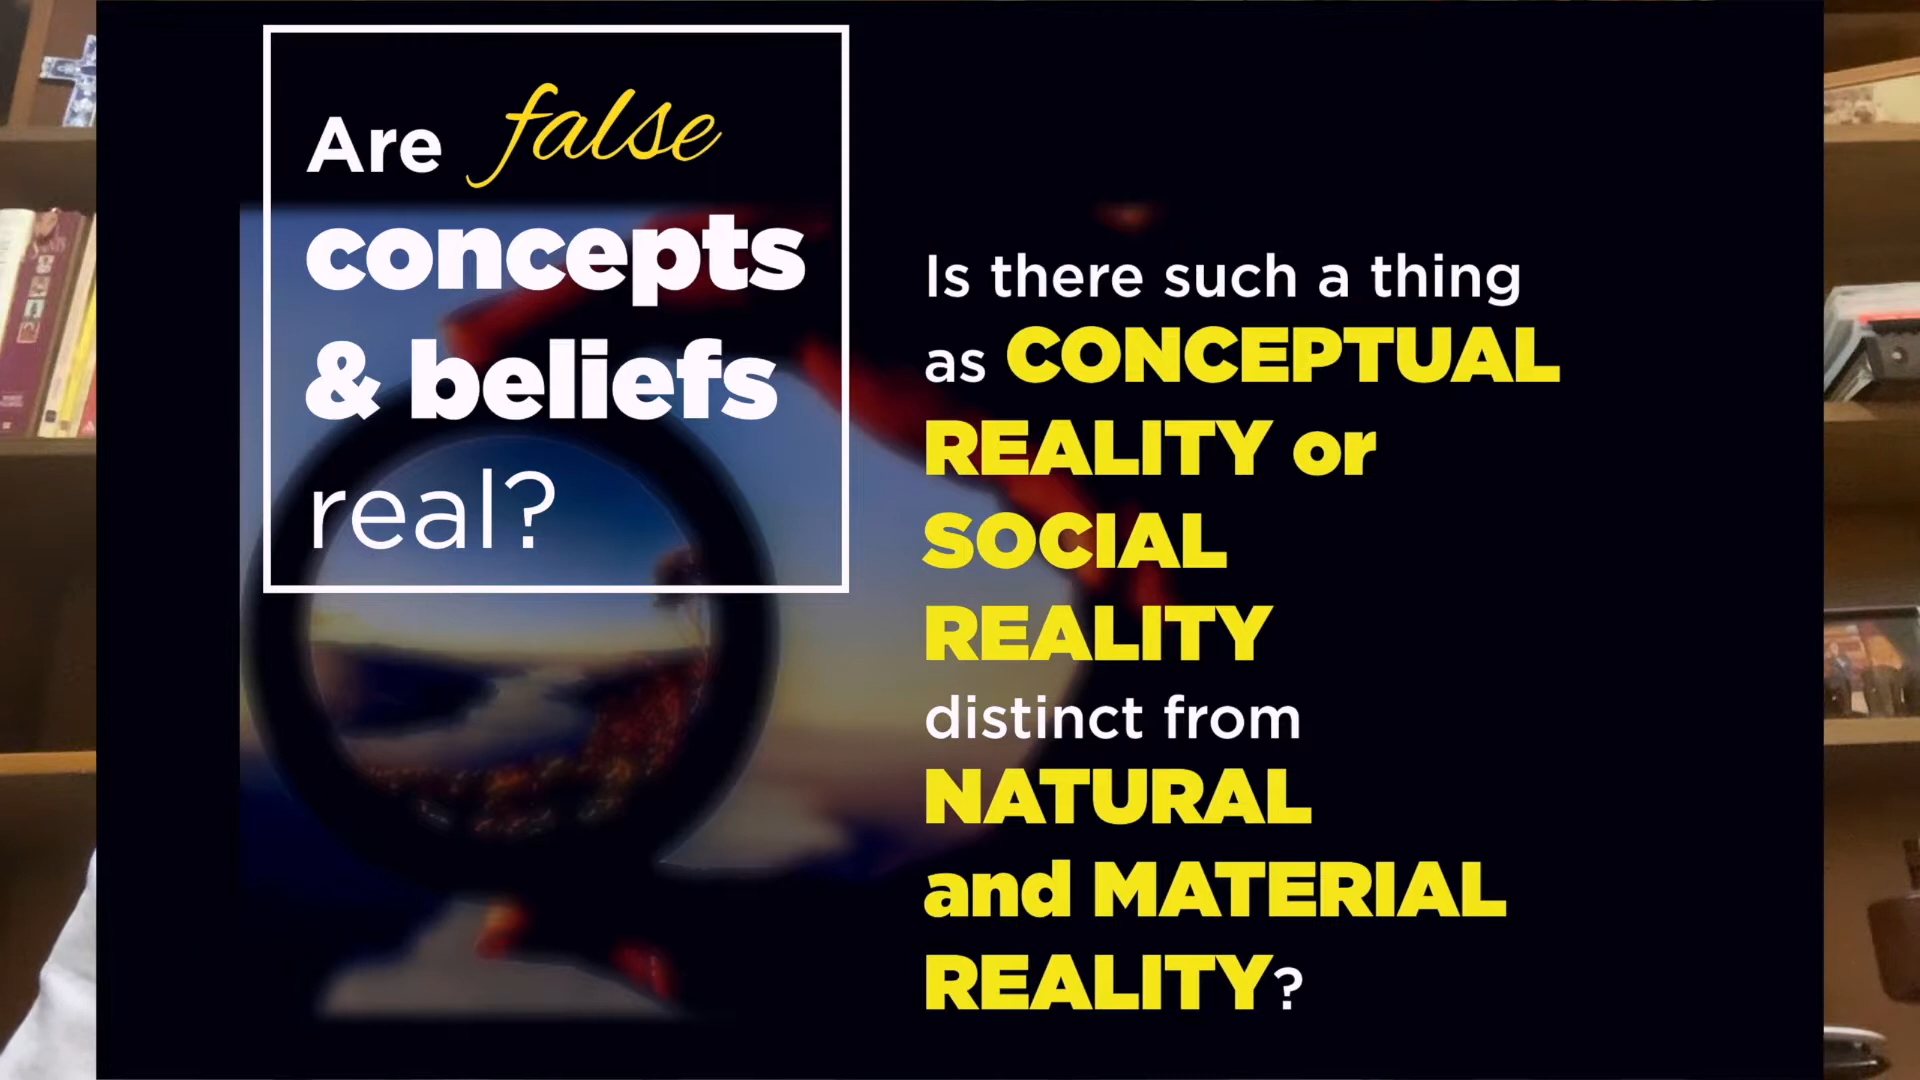 Are false
concepts
& beliefs
real?
Is there such a thing
as CONCEPTUAL
REALITY or
SOCIAL
REALITY
distinct from
NATURAL
and MATERIAL
REALITY?